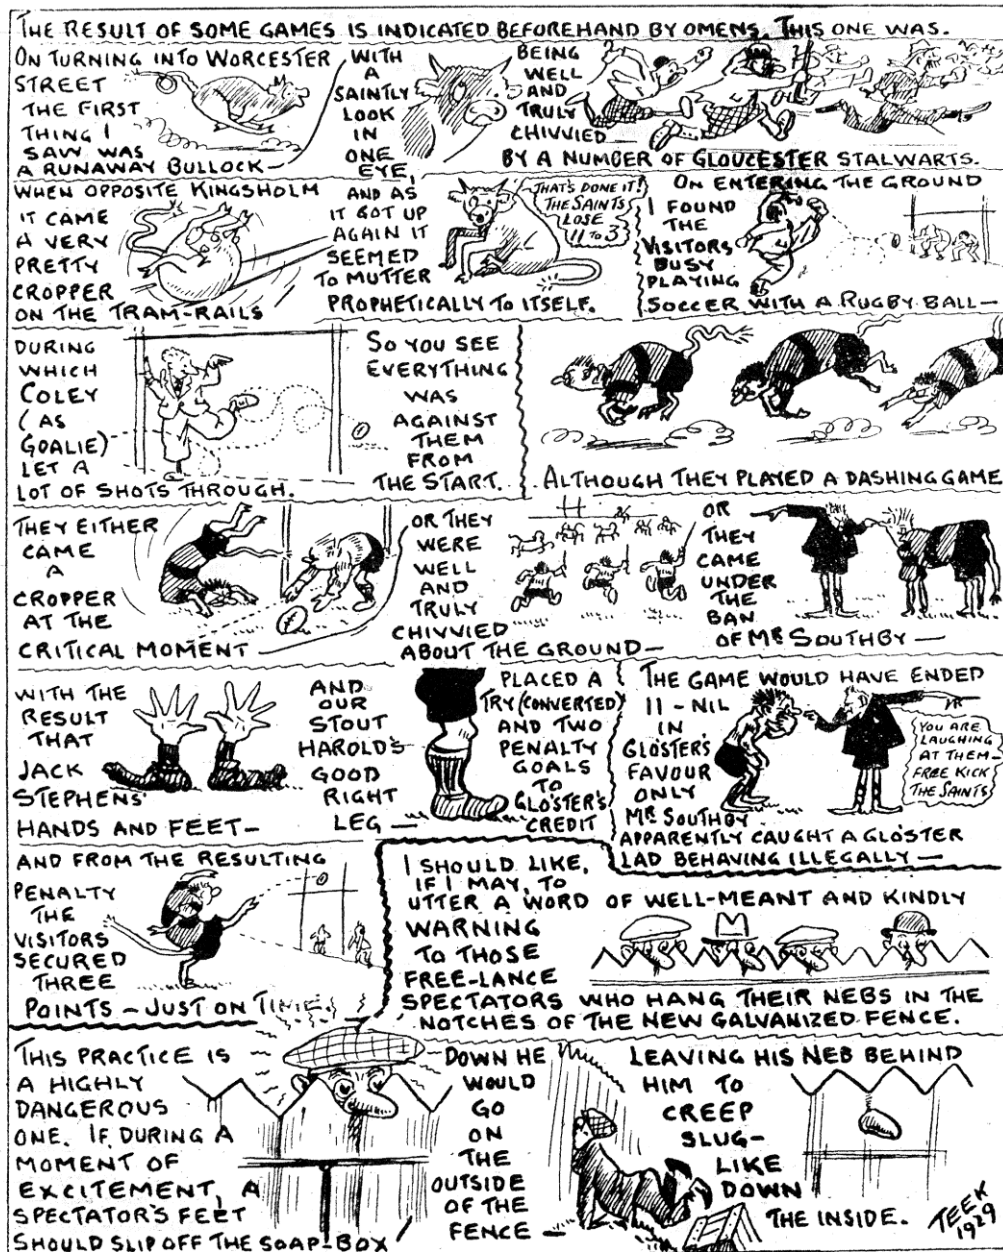 THE RESULT OF SOME GAMES IS INDICATED BEFOREHAND BY OMENS. THIS ONE WAS.
ON TURNING INTO WORCESTER
STREET
THE FIRST
THING I
SAW WAS
A RUNAWAY BULLOCK—
WITH
A
SAINTLY
LOOK
IN
ONE
EYE,
BEING
WELL
AND
TRULY
CHIVVIED
BY A NUMBER OF GLOUCESTER STALWARTS.
WHEN OPPOSITE KINGSHOLM
IT CAME
A VERY
PRETTY
CROPPER
ON THE TRAM-RAILS
AND AS
IT GOT UP
AGAIN IT
SEEMED
TO MUTTER
PROPHETICALLY TO ITSELF.
THAT'S DONE IT!
THE SAINTS
LOSE
11 TO 3
ON ENTERING THE GROUND
I FOUND
THE
VISITORS
BUSY
PLAYING
SOCCER WITH A RUGBY BALL—
DURING
WHICH
COLEY
(AS
GOALIE)
LET A
LOT OF SHOTS THROUGH.
SO YOU SEE
EVERYTHING
WAS
AGAINST
THEM
FROM
THE START.
ALTHOUGH THEY PLAYED A DASHING GAME
THEY EITHER
CAME
A
CROPPER
AT THE
CRITICAL MOMENT—
OR THEY
WERE
WELL
AND
TRULY
CHIVVIED
ABOUT THE GROUND—
OR
THEY
CAME
UNDER
THE
BAN
OF MR SOUTHBY—
WITH THE
RESULT
THAT
JACK
STEPHENS'
HANDS AND FEET—
AND
OUR
STOUT
HAROLD'S
GOOD
RIGHT
LEG—
PLACED A
TRY (CONVERTED)
AND TWO
PENALTY
GOALS
TO
GLO'STER'S
CREDIT
THE GAME WOULD HAVE ENDED
11-NIL
IN
GLO'STER'S
FAVOUR
ONLY
MR SOUTHBY
APPARENTLY CAUGHT A GLO'STER
LAD BEHAVING ILLEGALLY—
YOU ARE
LAUGHING
AT THEM—
FREE KICK
THE SAINTS
AND FROM THE RESULTING
PENALTY
THE
VISITORS
SECURED
THREE
POINTS – JUST ON TIME.
I SHOULD LIKE,
IF I MAY, TO
UTTER A WORD OF WELL-MEANT AND KINDLY
WARNING
TO THOSE
FREE-LANCE
SPECTATORS WHO HANG THEIR NEBS IN THE
NOTCHES OF THE NEW GALVANIZED FENCE.
THIS PRACTICE IS
A HIGHLY
DANGEROUS
ONE. IF, DURING A
MOMENT OF
EXCITEMENT, A
SPECTATOR'S FEET
SHOULD SLIP OFF THE SOAP-BOX
DOWN HE
WOULD
GO
ON
THE
OUTSIDE
OF THE
FENCE—
LEAVING HIS NEB BEHIND
HIM TO
CREEP
SLUG-
LIKE
DOWN
THE INSIDE.
TEEK
1929